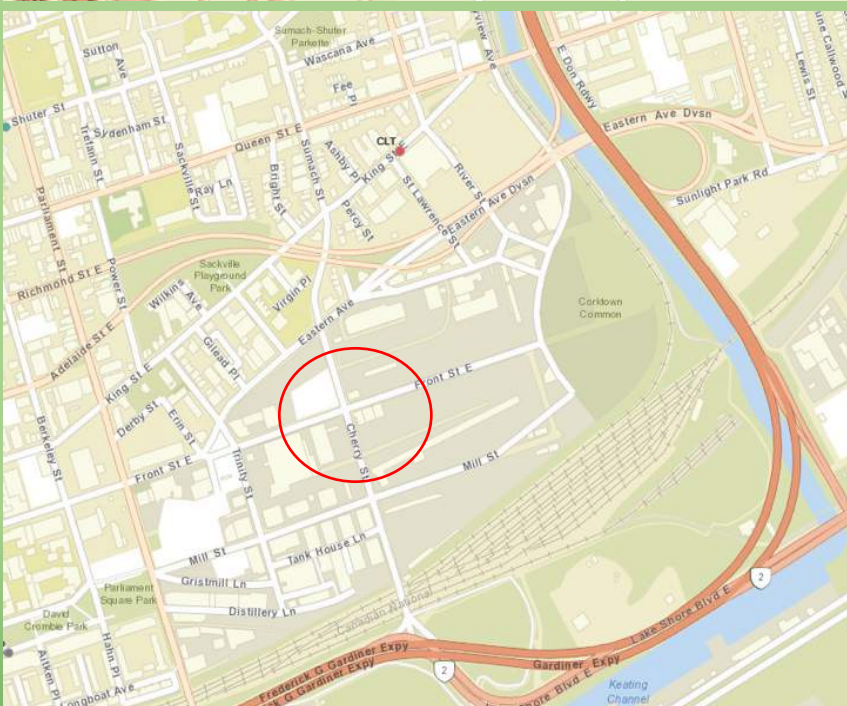 Sumach-Shuter
Parkette
Wascana Ave
Sutton
Ave
Shuter St
Trefann St
Sydenham St
Sackville St
Queen St E
Fee Pl
Sumach St
CLT
King St E
Ashby Pl
River St
E Don Rdwy
Eastern Ave Dvsn
Lewis St
Sunlight Park Rd
Ray Ln
Bright St
Percy St
St Lawrence St
Eastern Ave Dvsn
Parliament St
Power St
Richmond St E
Sackville
Playground
Park
Virgin Pl
Wilkins Ave
Eastern Ave
Corktown
Common
Adelaide St E
Gilead Pl
King St E
Derby St
Erin St
Front St E
Berkeley St
Front St E
Trinity St
Cherry St
Mill St
Mill St
Tank House Ln
Gristmill Ln
Parliament
Square Park
Distillery Ln
Canadian National
David
Crombie Park
Hahn Pl
Aitken Pl
Longboat Ave
Frederick G Gardiner Expy
k G Gardiner Expy
2
Gardiner Expy
Lake Shore Blvd E
2
ore Blvd E
Keating
Channel